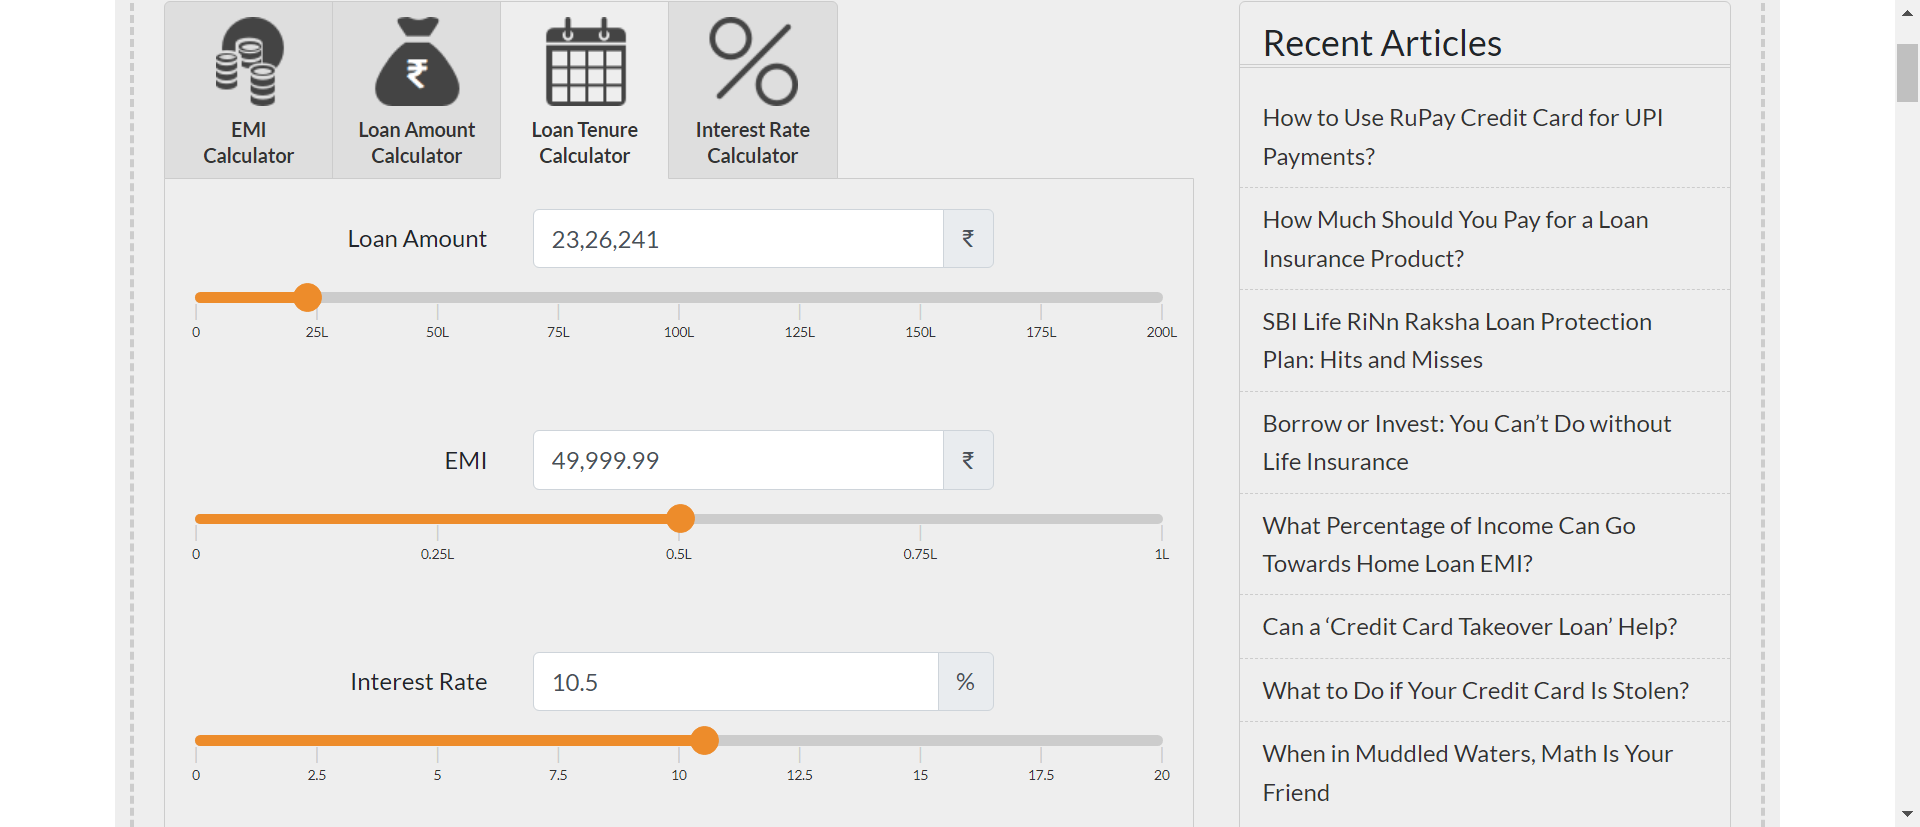 EMI
Calculator
Loan Amount
Calculator
Loan Tenure
Calculator
Interest Rate
Calculator
Loan Amount
23,26,241
₹
0
25L
50L
75L
100L
125L
150L
175L
200L
EMI
49,999.99
₹
0
0.25L
0.5L
0.75L
1L
Interest Rate
10.5
%
0
2.5
5
7.5
10
12.5
15
17.5
20
Recent Articles
How to Use RuPay Credit Card for UPI
Payments?
How Much Should You Pay for a Loan
Insurance Product?
SBI Life RiNn Raksha Loan Protection
Plan: Hits and Misses
Borrow or Invest: You Can’t Do without
Life Insurance
What Percentage of Income Can Go
Towards Home Loan EMI?
Can a ‘Credit Card Takeover Loan’ Help?
What to Do if Your Credit Card Is Stolen?
When in Muddled Waters, Math Is Your
Friend